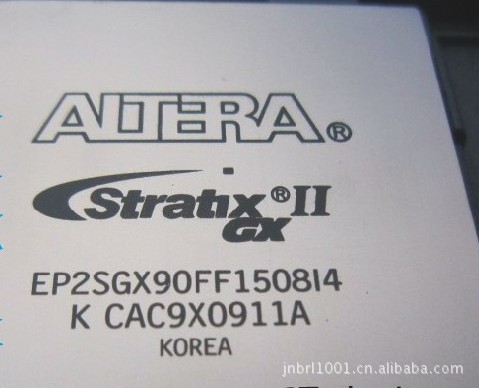 ALTERA®
Stratix® II
GX
EP2SGX90FF1508I4
K CAC9X0911A
KOREA
jnbrl1001.cn.alibaba.com